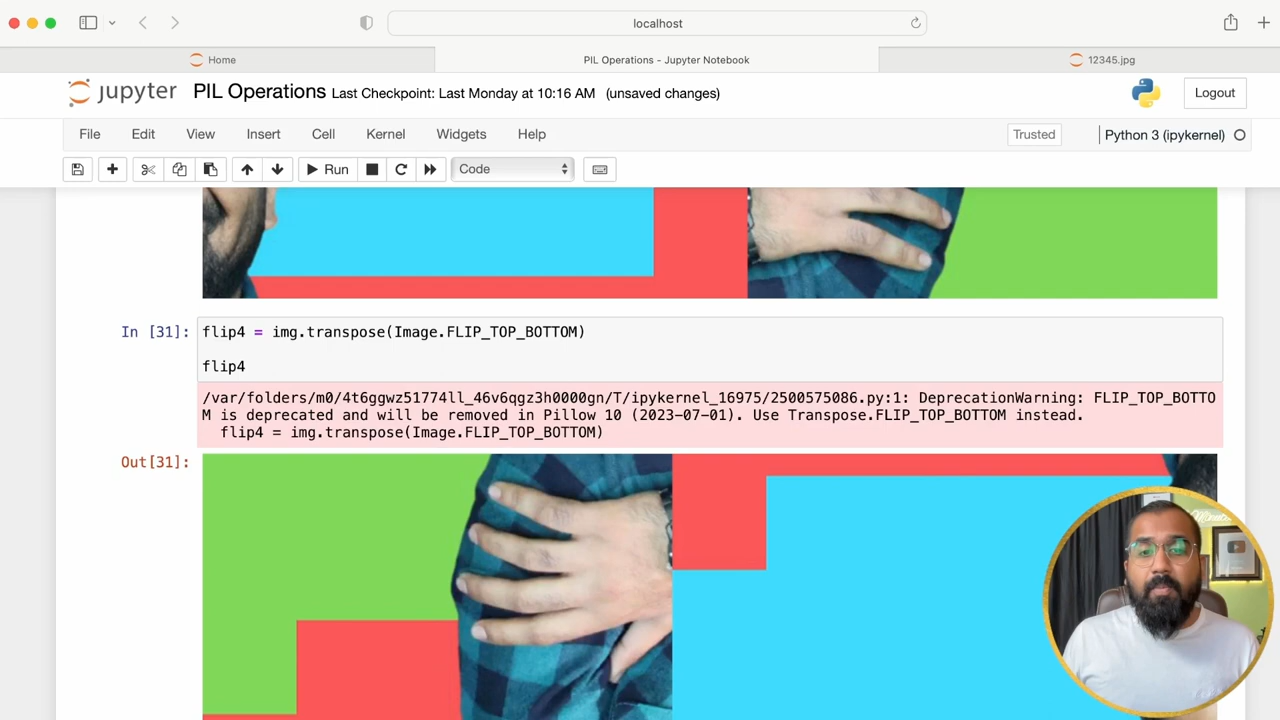 localhost
Home
PIL Operations - Jupyter Notebook
12345.jpg
jupyter PIL Operations Last Checkpoint: Last Monday at 10:16 AM (unsaved changes)
Logout
File Edit View Insert Cell Kernel Widgets Help
Trusted
Python 3 (ipykernel)
Run
Code
In [31]: flip4 = img.transpose(Image.FLIP_TOP_BOTTOM)
flip4
/var/folders/m0/4t6ggwz51774ll_46v6qgz3h0000gn/T/ipykernel_16975/2500575086.py:1: DeprecationWarning: FLIP_TOP_BOTTO
M is deprecated and will be removed in Pillow 10 (2023-07-01). Use Transpose.FLIP_TOP_BOTTOM instead.
flip4 = img.transpose(Image.FLIP_TOP_BOTTOM)
Out[31]: